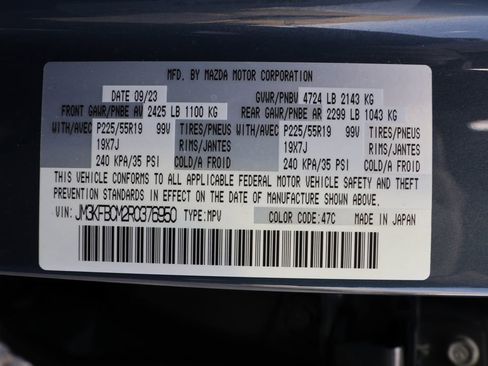 MFD. BY MAZDA MOTOR CORPORATION
DATE 09/23 GVWR/PNBV 4724 LB 2143 KG
FRONT GAWR/PNBE AV 2425 LB 1100 KG REAR GAWR/PNBE AR 2299 LB 1043 KG
WITH/AVEC P225/55R19 99V TIRES/PNEUS WITH/AVEC P225/55R19 99V TIRES/PNEUS
19X7J RIMS/JANTES 19X7J RIMS/JANTES
240 KPA/35 PSI COLD/A FROID 240 KPA/35 PSI COLD/A FROID
THIS VEHICLE CONFORMS TO ALL APPLICABLE FEDERAL MOTOR VEHICLE SAFETY AND THEFT
PREVENTION STANDARDS IN EFFECT ON THE DATE OF MANUFACTURE SHOWN ABOVE.
VIN: JM3KFBCM2R0376950 TYPE:MPV COLOR CODE:47C MADE IN JAPAN